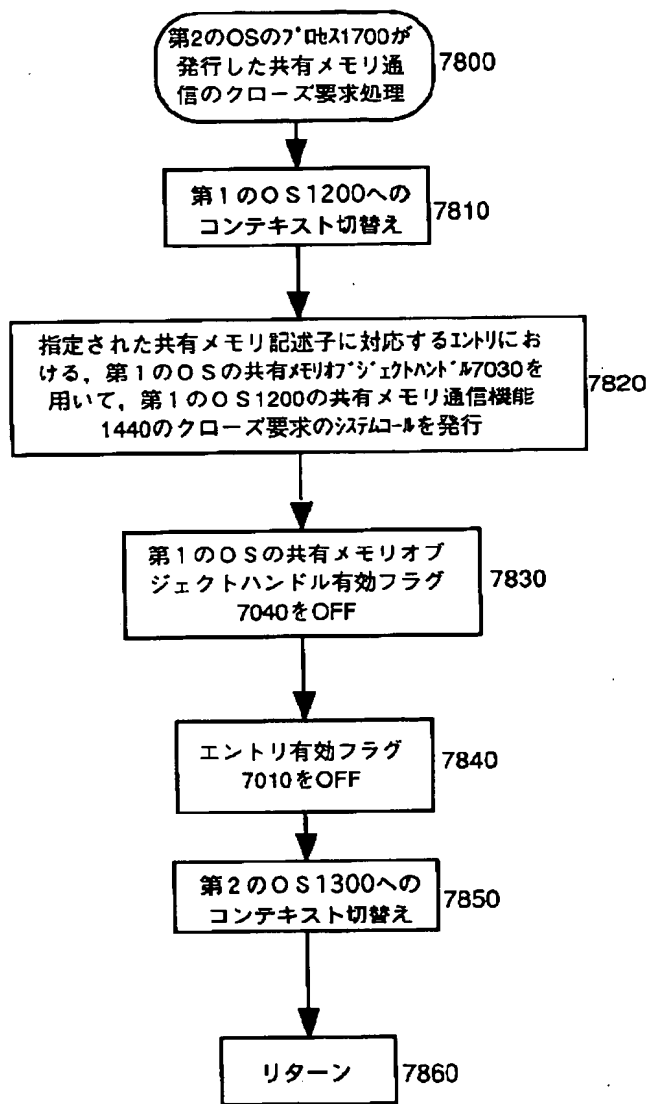 第2のOSのﾌﾟﾛｾｽ1700が
発行した共有メモリ通
信のクローズ要求処理
7800
第1のOS1200への
コンテキスト切替え
7810
指定された共有メモリ記述子に対応するｴﾝﾄﾘにお
ける，第1のOSの共有ﾒﾓﾘｵﾌﾞｼﾞｪｸﾄﾊﾝﾄﾞﾙ7030を
用いて，第1のOS1200の共有メモリ通信機能
1440のクローズ要求のｼｽﾃﾑｺｰﾙを発行
7820
第1のOSの共有メモリオブ
ジェクトハンドル有効フラグ
7040をOFF
7830
エントリ有効フラグ
7010をOFF
7840
第2のOS1300への
コンテキスト切替え
7850
リターン
7860